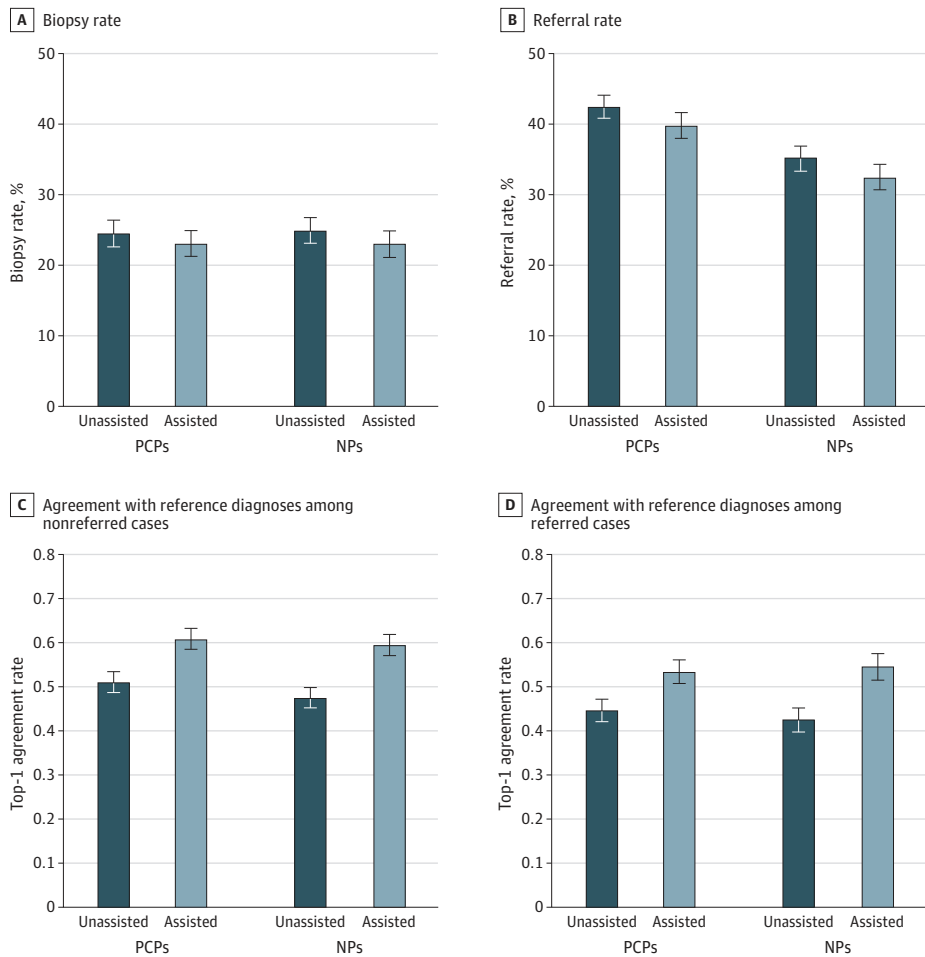 A Biopsy rate
50
40
30
20
10
0
Biopsy rate, %
Unassisted Assisted Unassisted Assisted
PCPs NPs
B Referral rate
50
40
30
20
10
0
Referral rate, %
Unassisted Assisted Unassisted Assisted
PCPs NPs
C Agreement with reference diagnoses among
nonreferred cases
0.8
0.7
0.6
0.5
0.4
0.3
0.2
0.1
0
Top-1 agreement rate
Unassisted Assisted Unassisted Assisted
PCPs NPs
D Agreement with reference diagnoses among
referred cases
0.8
0.7
0.6
0.5
0.4
0.3
0.2
0.1
0
Top-1 agreement rate
Unassisted Assisted Unassisted Assisted
PCPs NPs